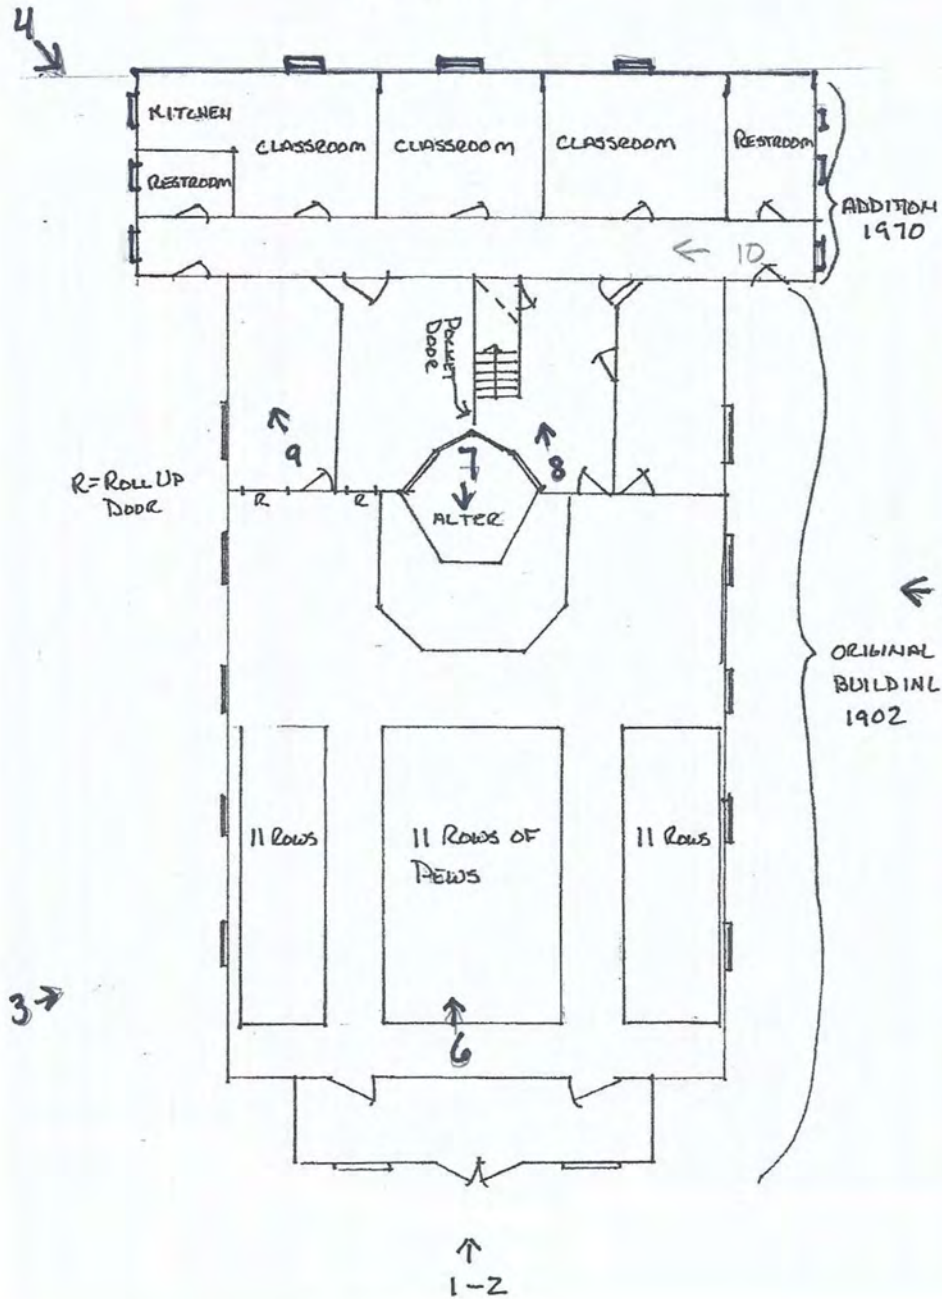 4
KITCHEN
CLASSROOM
CLASSROOM
CLASSROOM
RESTROOM
RESTROOM
ADDITION
1970
10
POCKET
DOOR
9
7
8
R=ROLL UP
DOOR
R
R
ALTER
ORIGINAL
BUILDING
1902
11 ROWS
11 ROWS OF
PEWS
11 ROWS
3
6
1-2